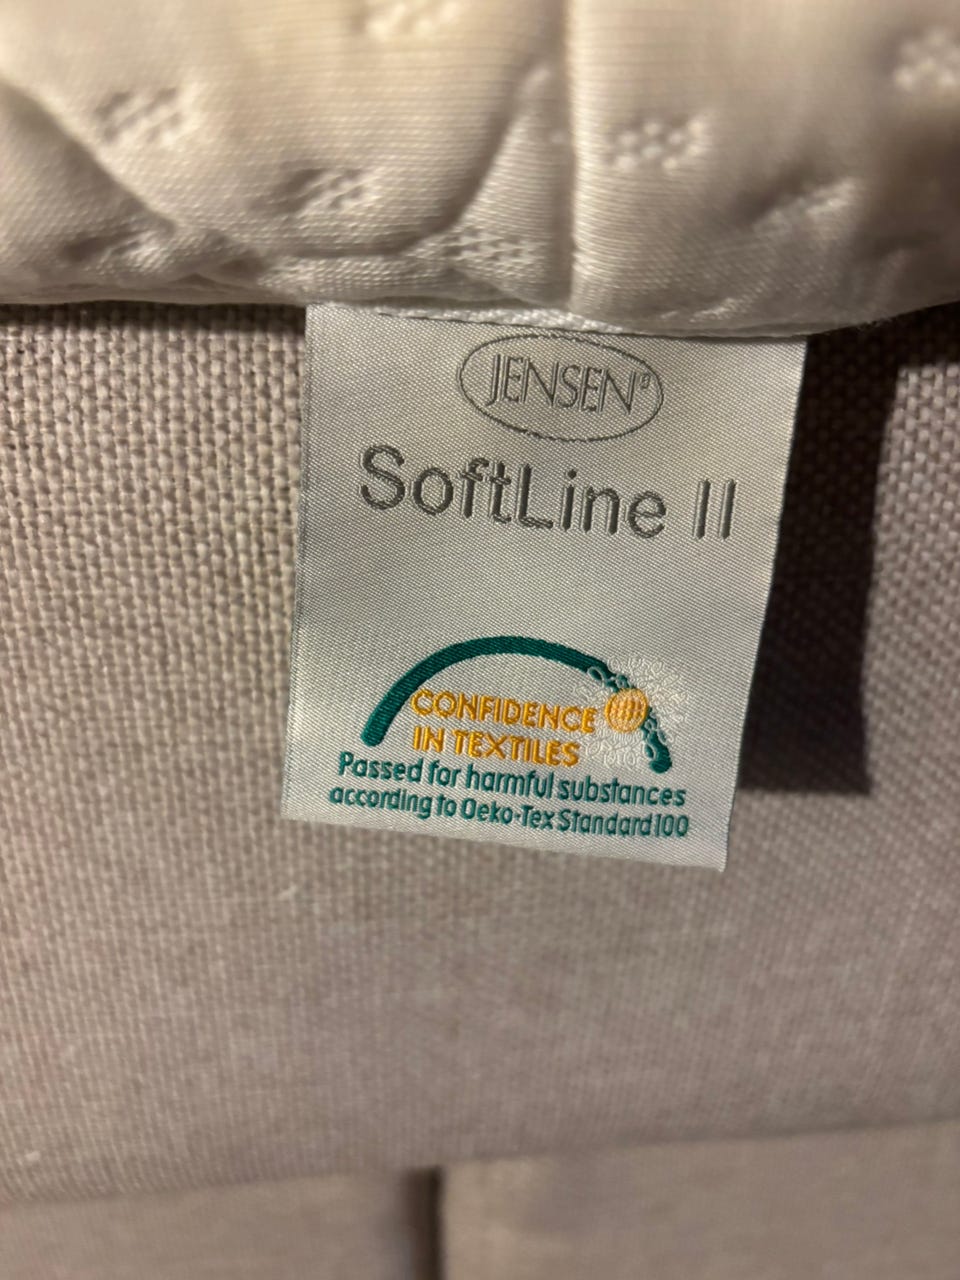 JENSEN®
SoftLine II
CONFIDENCE
IN TEXTILES
Passed for harmful substances
according to Oeko-Tex Standard 100